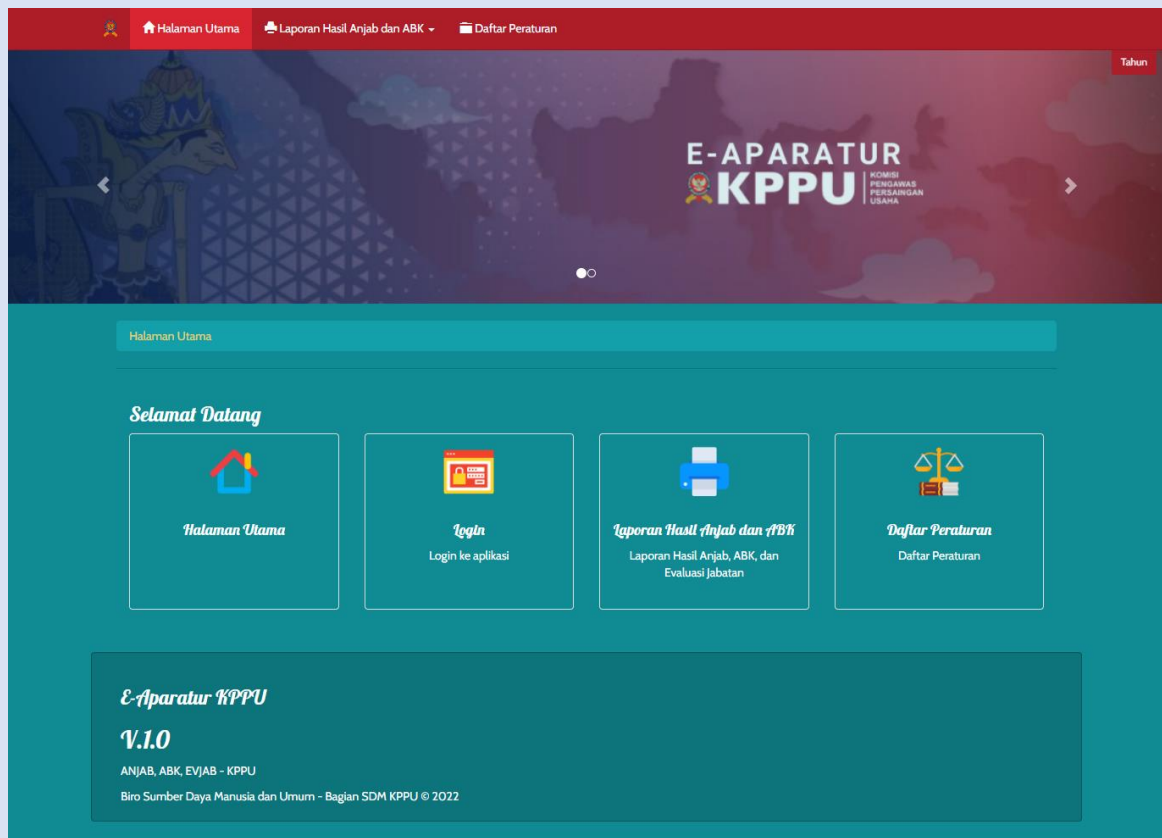 Halaman Utama
Laporan Hasil Anjab dan ABK
Daftar Peraturan
Tahun
E-APARATUR
KPPU
KOMISI
PENGAWAS
PERSAINGAN
USAHA
Halaman Utama
Selamat Datang
Halaman Utama
Login
Login ke aplikasi
Laporan Hasil Anjab dan ABK
Laporan Hasil Anjab, ABK, dan
Evaluasi Jabatan
Daftar Peraturan
Daftar Peraturan
E-Aparatur KPPU
V.1.0
ANJAB, ABK, EVJAB - KPPU
Biro Sumber Daya Manusia dan Umum - Bagian SDM KPPU © 2022